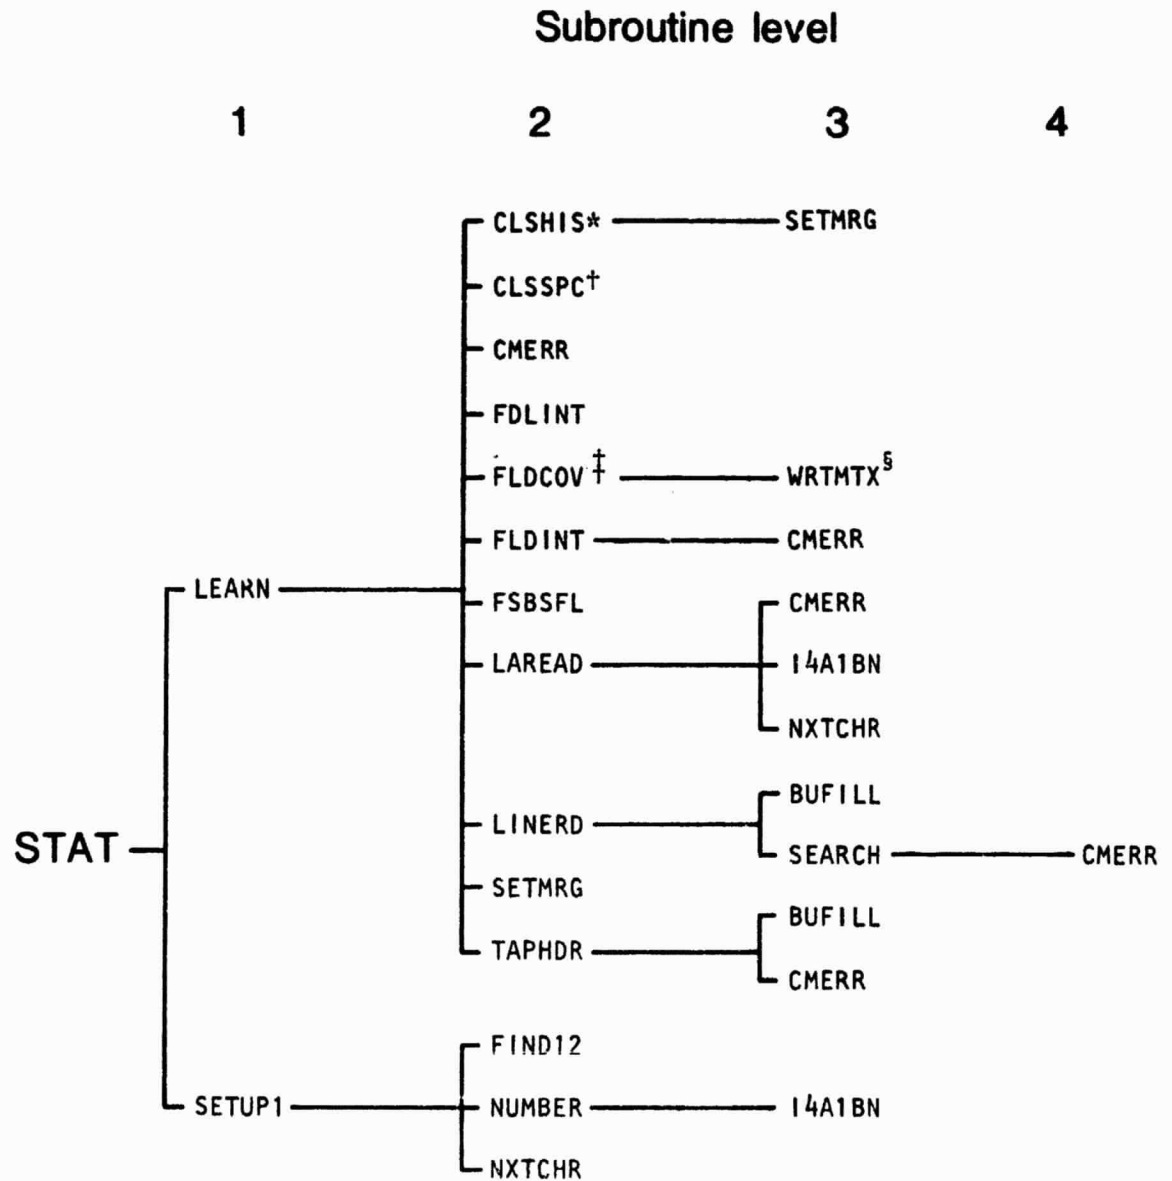 Subroutine level
1 2 3 4
CLSHIS* SETMRG
CLSSPC†
CMERR
FDLINT
FLDCOV‡ WRTMTX§
FLDINT CMERR
LEARN
FSBSFL CMERR
LAREAD I4A1BN
NXTCHR
BUFILL
LINERD
STAT
SEARCH CMERR
SETMRG
BUFILL
TAPHDR
CMERR
FIND12
SETUP1 NUMBER I4A1BN
NXTCHR